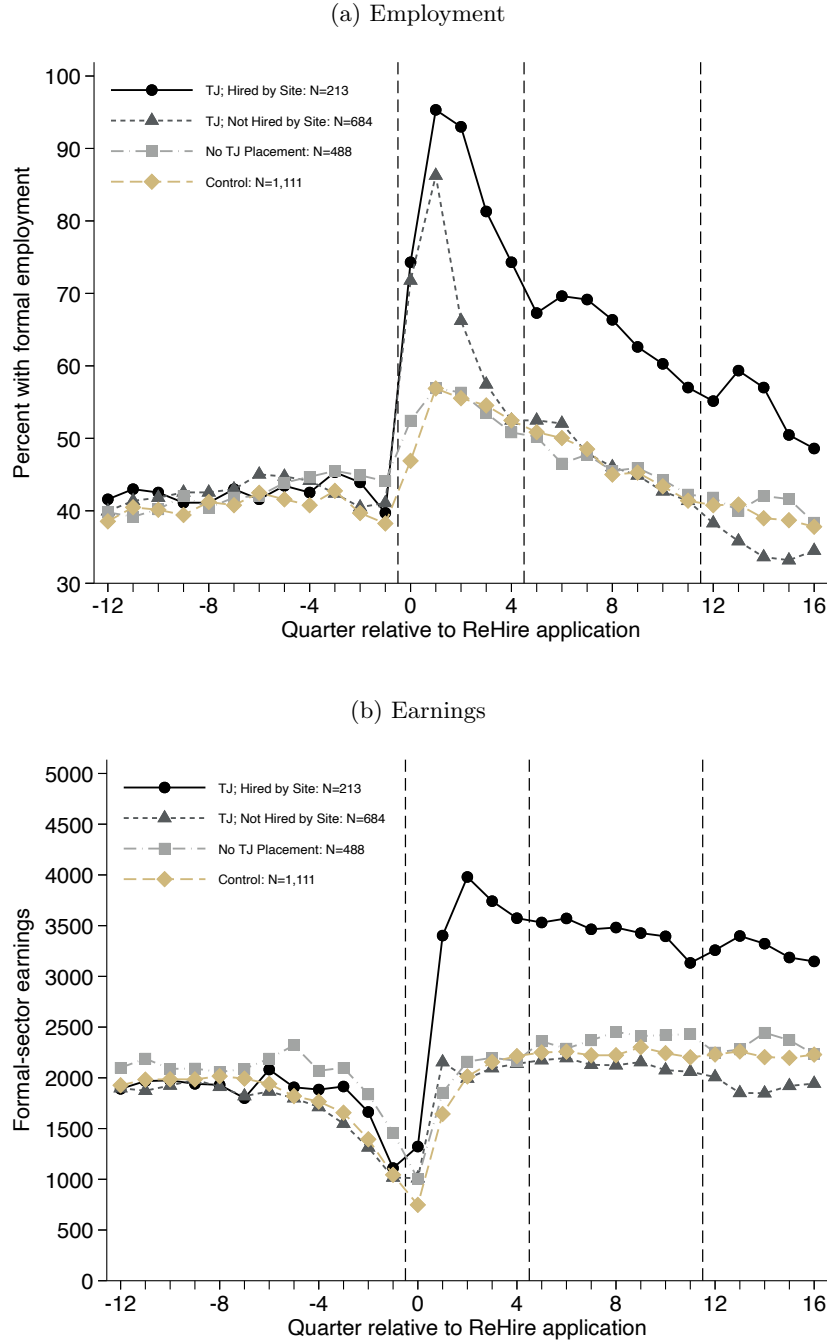 (a) Employment
100
90
80
70
60
50
40
30
Percent with formal employment
TJ; Hired by Site: N=213
TJ; Not Hired by Site: N=684
No TJ Placement: N=488
Control: N=1,111
-12 -8 -4 0 4 8 12 16
Quarter relative to ReHire application
(b) Earnings
5000
4500
4000
3500
3000
2500
2000
1500
1000
500
0
Formal-sector earnings
TJ; Hired by Site: N=213
TJ; Not Hired by Site: N=684
No TJ Placement: N=488
Control: N=1,111
-12 -8 -4 0 4 8 12 16
Quarter relative to ReHire application